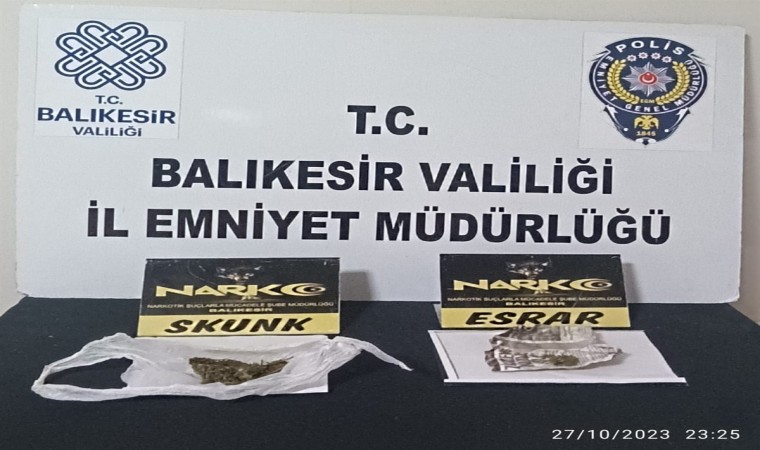 T.C.
BALIKESİR
VALİLİĞİ
POLİS
EMNİYET GENEL MÜDÜRLÜĞÜ
EGM
1845
T.C.
BALIKESİR VALİLİĞİ
İL EMNİYET MÜDÜRLÜĞÜ
NARKO
NARKOTİK SUÇLARLA MÜCADELE ŞUBE MÜDÜRLÜĞÜ
BALIKESİR
SKUNK
NARKO
NARKOTİK SUÇLARLA MÜCADELE ŞUBE MÜDÜRLÜĞÜ
BALIKESİR
ESRAR
27/10/2023 23:25